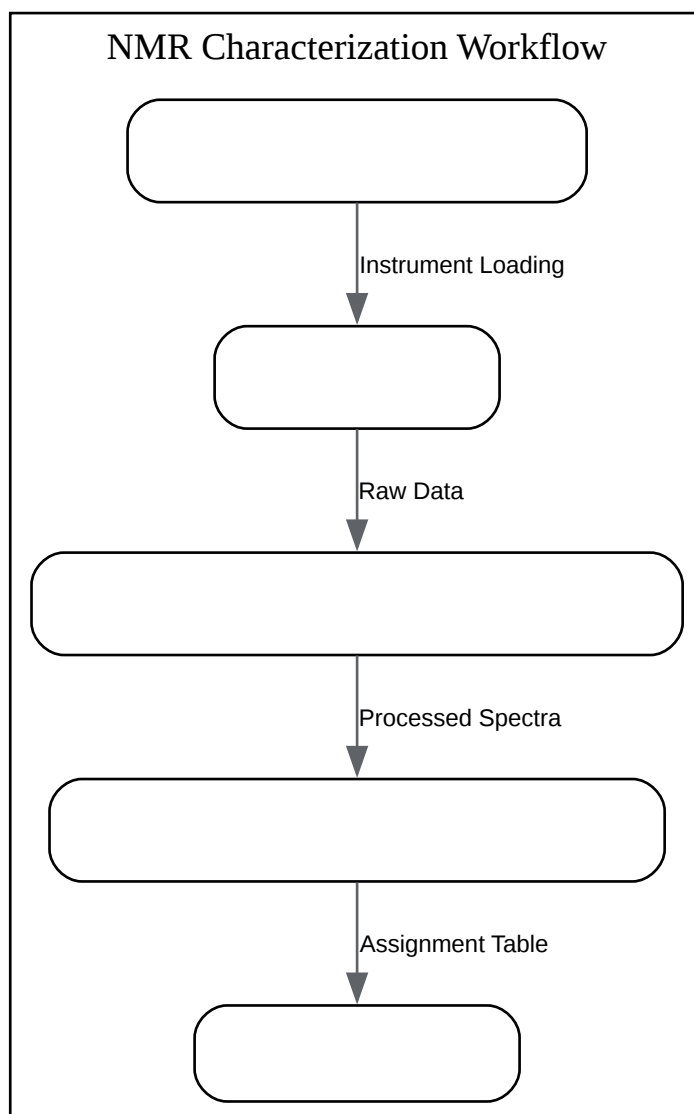 NMR Characterization Workflow
Instrument Loading
Raw Data
Processed Spectra
Assignment Table